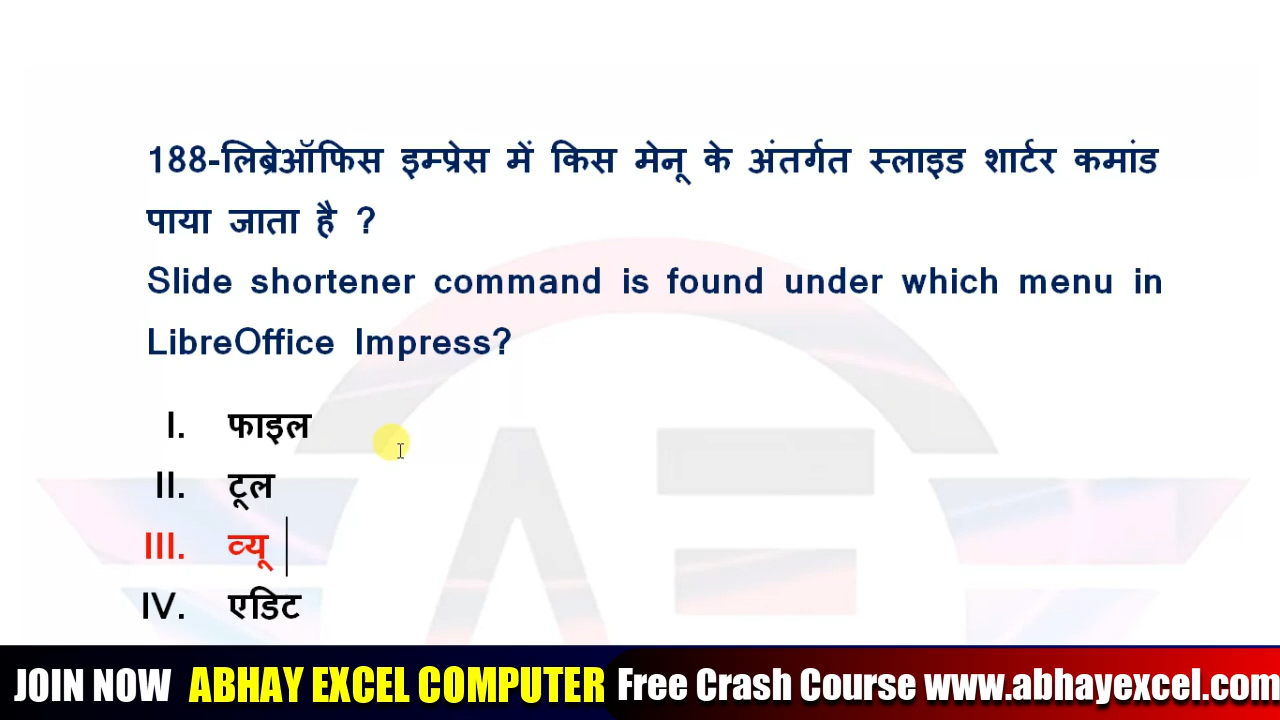 188-लिब्रेऑफिस इम्प्रेस में किस मेनू के अंतर्गत स्लाइड शार्टर कमांड
पाया जाता है ?
Slide shortener command is found under which menu in
LibreOffice Impress?
I. फाइल
II. टूल
III. व्यू
IV. एडिट
JOIN NOW ABHAY EXCEL COMPUTER Free Crash Course www.abhayexcel.com